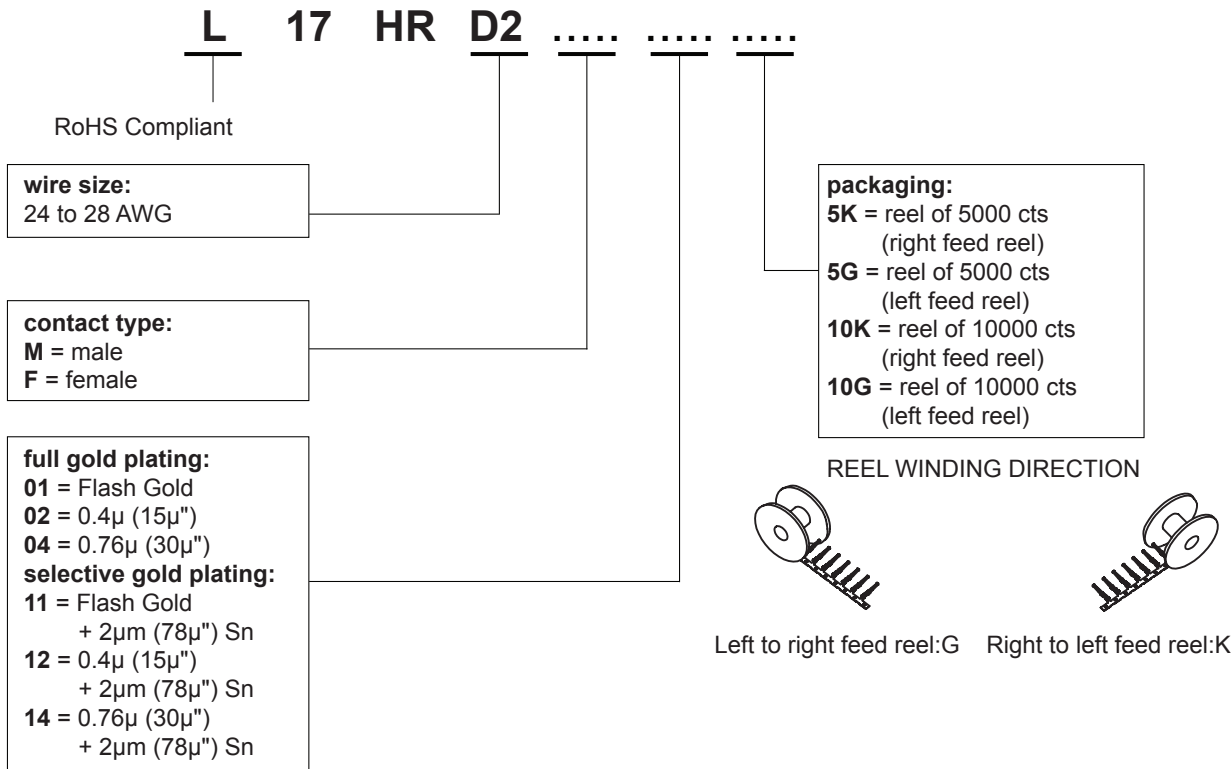 L 17 HR D2 ..... ..... .....
RoHS Compliant
wire size:
24 to 28 AWG
contact type:
M = male
F = female
full gold plating:
01 = Flash Gold
02 = 0.4µ (15µ")
04 = 0.76µ (30µ")
selective gold plating:
11 = Flash Gold
+ 2µm (78µ") Sn
12 = 0.4µ (15µ")
+ 2µm (78µ") Sn
14 = 0.76µ (30µ")
+ 2µm (78µ") Sn
packaging:
5K = reel of 5000 cts
(right feed reel)
5G = reel of 5000 cts
(left feed reel)
10K = reel of 10000 cts
(right feed reel)
10G = reel of 10000 cts
(left feed reel)
REEL WINDING DIRECTION
Left to right feed reel:G
Right to left feed reel:K